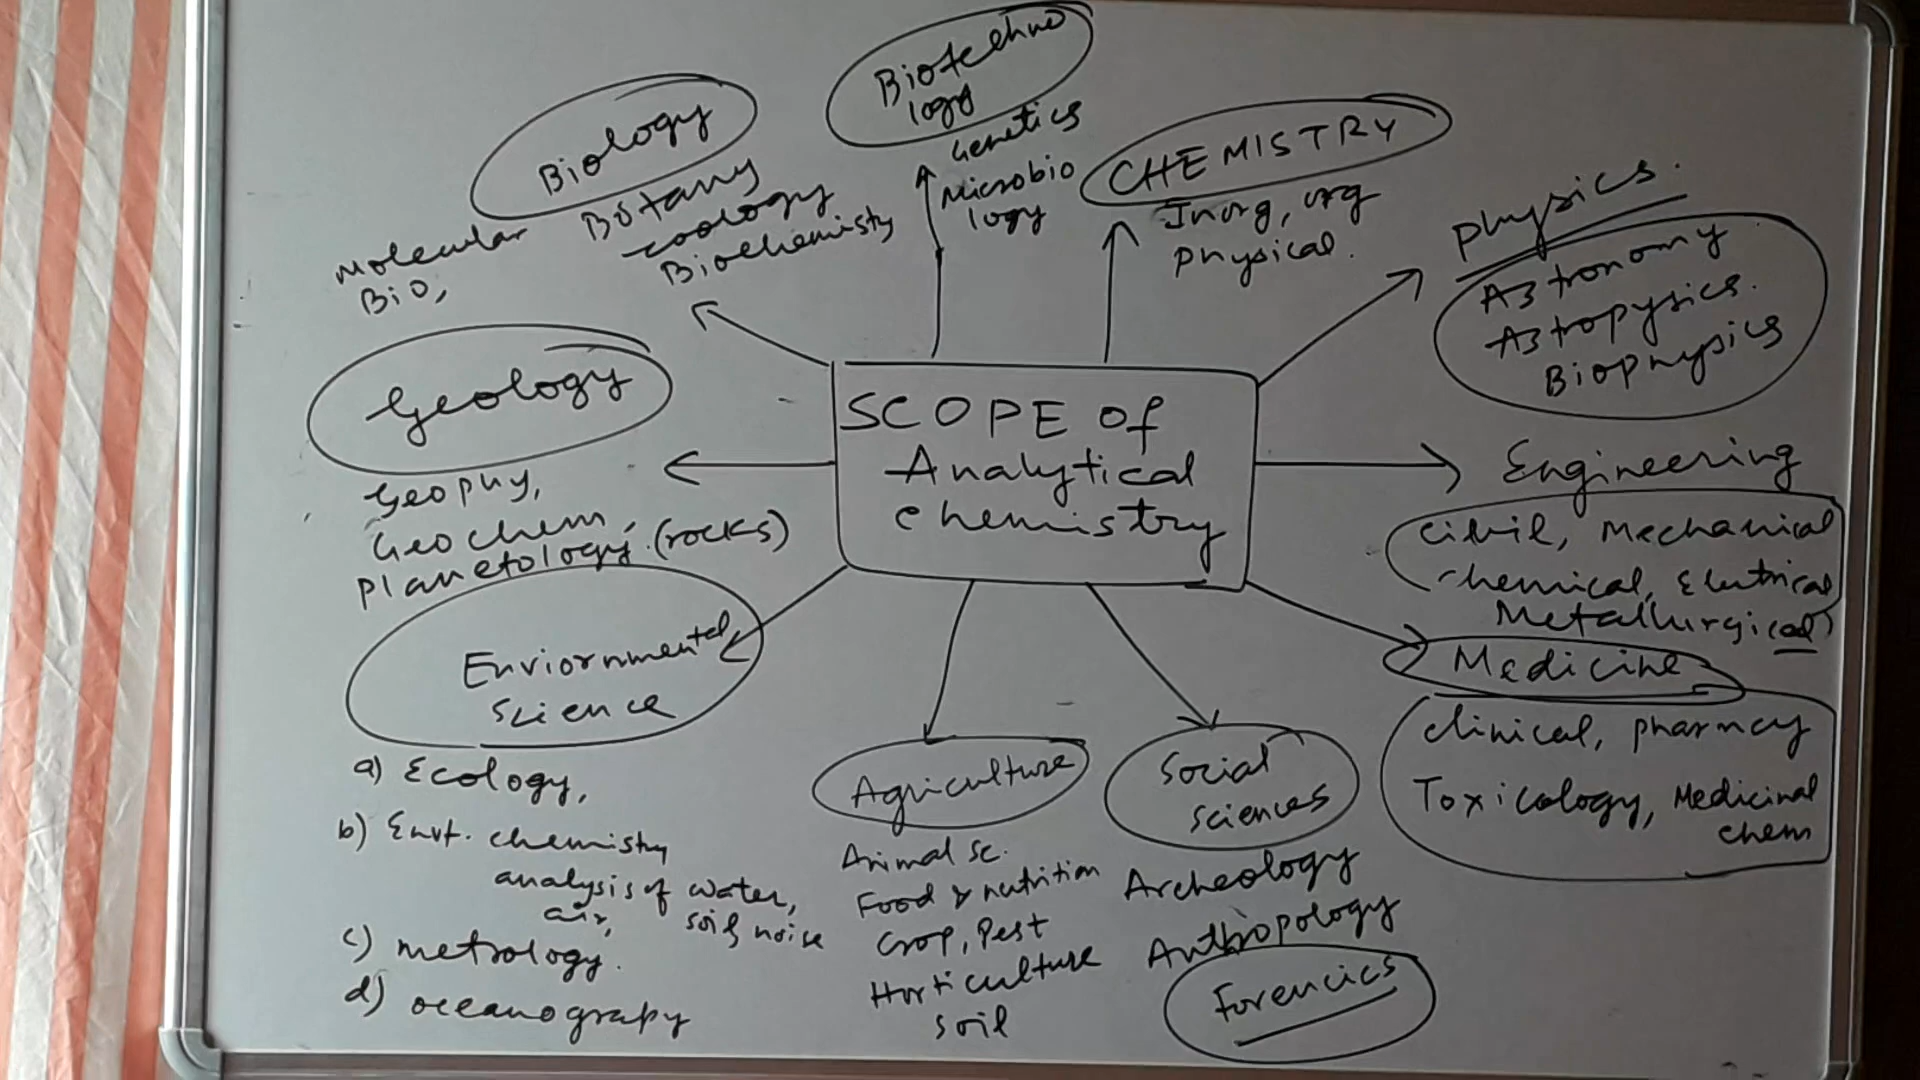 Biology
Botany
zoology
Biochemisty
Molecular
Bio,
Biotechno
logy
Genetics
Microbio
logy
CHEMISTRY
Inorg, org
Physical.
Physics.
Astronomy
Astropysics.
Biophysics
SCOPE of
Analytical
chemistry
Geology
Geophy,
Geochem,
Planetology. (rocks)
Engineering
Civil, Mechanical
chemical, Electrical
Metallurgical
Enviornmental
Science
a) Ecology,
b) Envt. chemistry
analysis of water,
air, soil, noise
c) metrology.
d) oceanograpy
Agriculture
Animal Sc.
Food & nutrition
Crop, Pest
Horticulture
Soil
Social
Sciences
Archeology
Anthropology
Forencics
Medicine
Clinical, pharmcy
Toxicology, Medicinal
chem